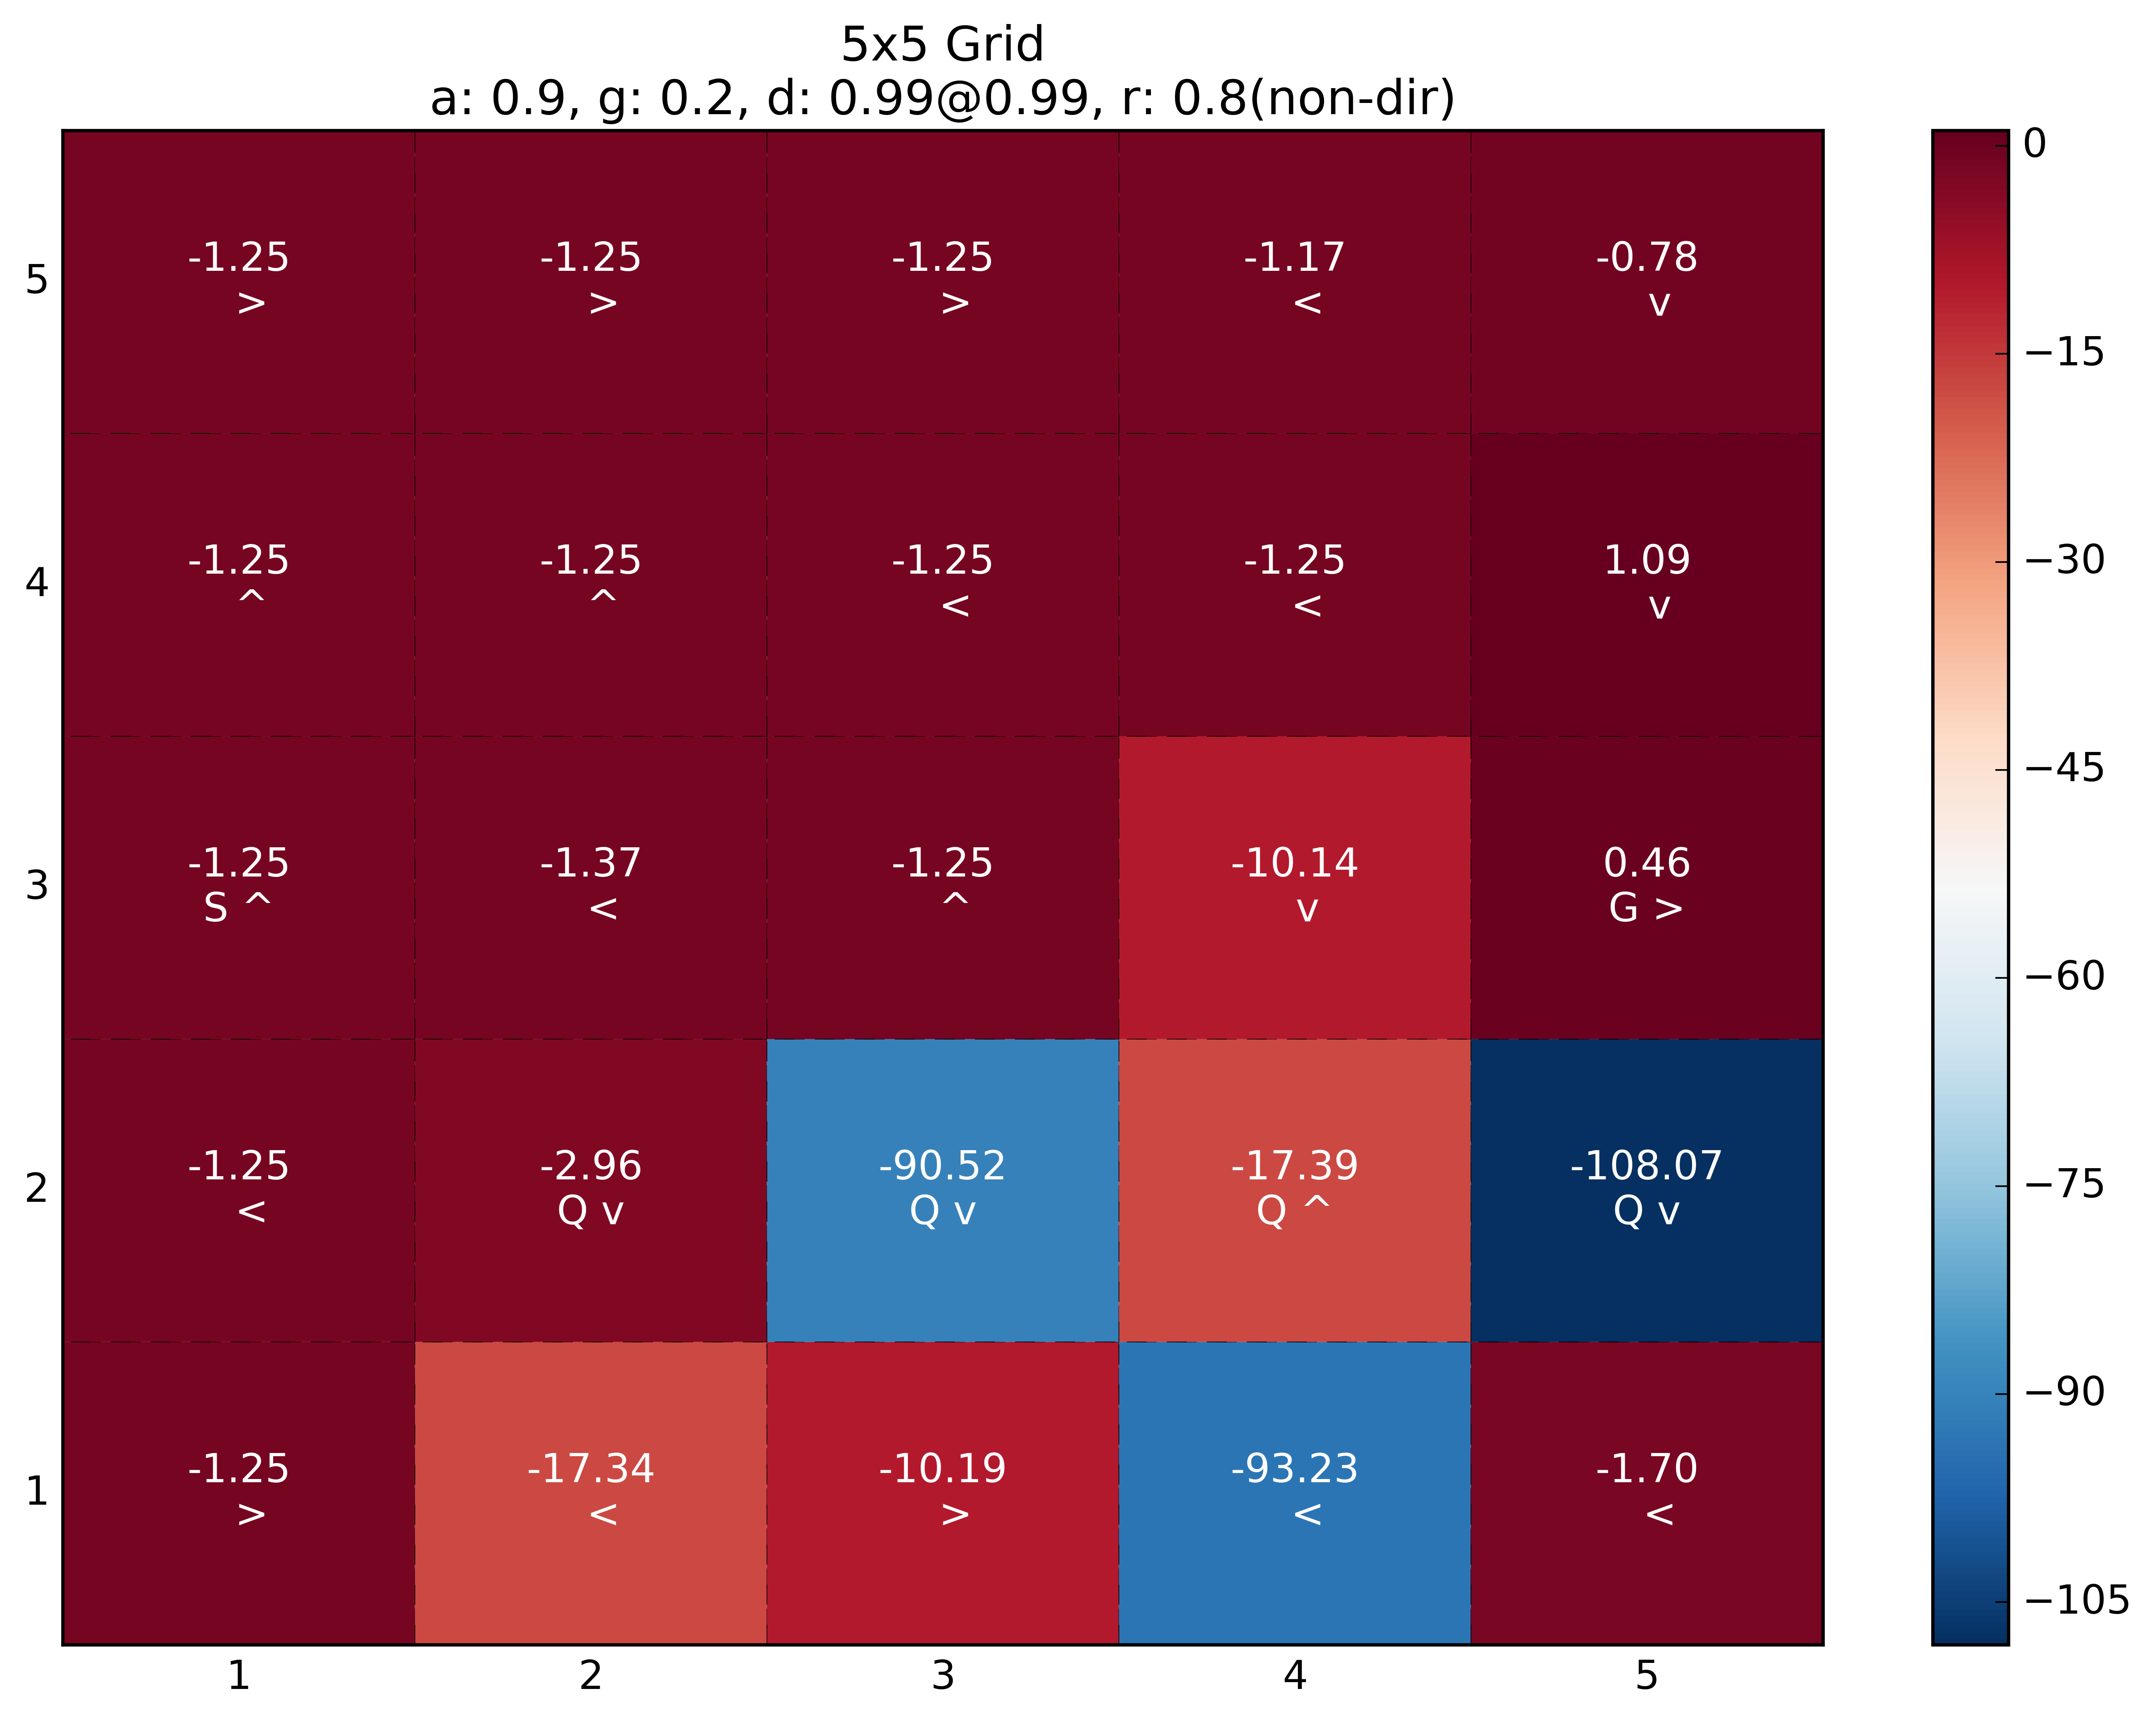 5x5 Grid
a: 0.9, g: 0.2, d: 0.99@0.99, r: 0.8(non-dir)
5
-1.25 -1.25 -1.25 -1.17 -0.78
> > > < v
4
-1.25 -1.25 -1.25 -1.25 1.09
^ ^ < < v
3
-1.25 -1.37 -1.25 -10.14 0.46
S ^ < ^ v G >
2
-1.25 -2.96 -90.52 -17.39 -108.07
< Q v Q v Q ^ Q v
1
-1.25 -17.34 -10.19 -93.23 -1.70
> < > < <
1 2 3 4 5
0
−15
−30
−45
−60
−75
−90
−105